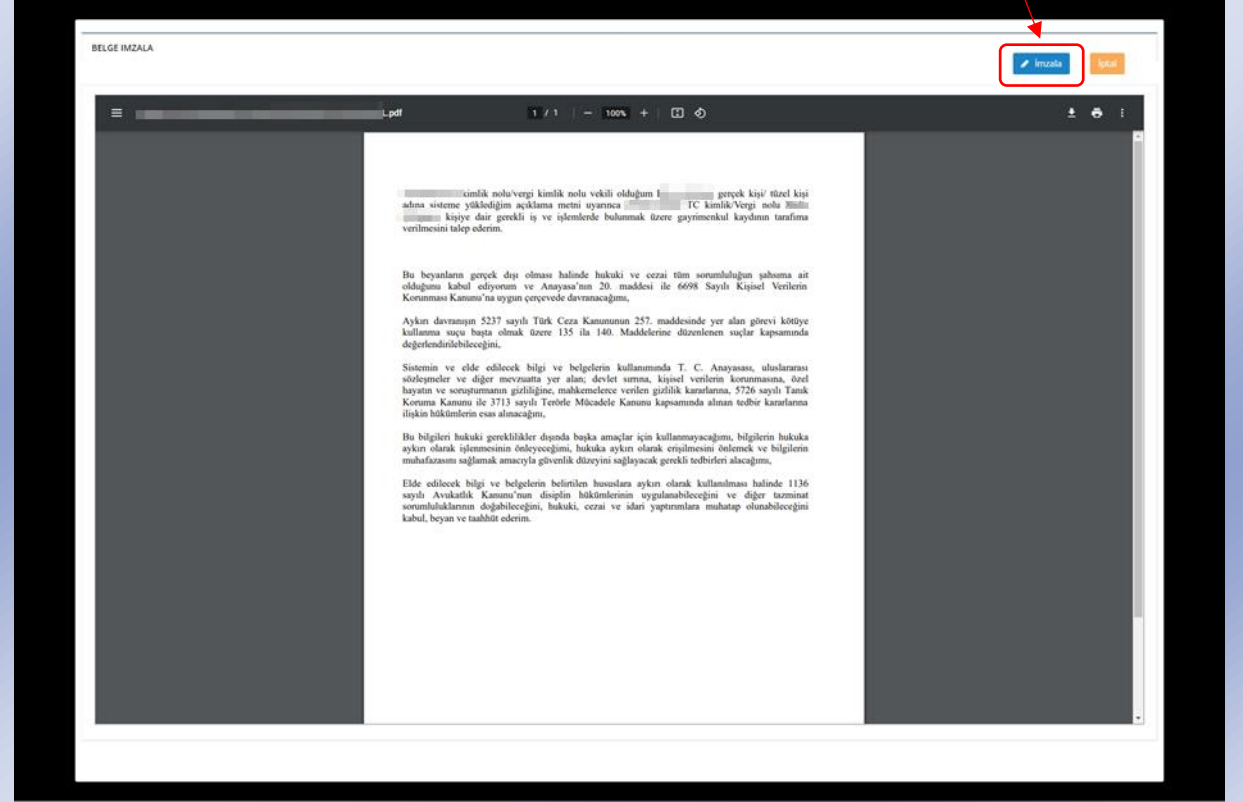 BELGE IMZALA
İmzala
İptal
L.pdf
1 / 1
100%
kimlik nolu/vergi kimlik nolu vekili olduğum gerçek kişi/ tüzel kişi
adına sisteme yüklediğim açıklama metni uyarınca TC kimlik/Vergi nolu
kişiye dair gerekli iş ve işlemlerde bulunmak üzere gayrimenkul kaydının tarafıma
verilmesini talep ederim.
Bu beyanların gerçek dışı olması halinde hukuki ve cezai tüm sorumluluğun şahsıma ait
olduğunu kabul ediyorum ve Anayasa'nın 20. maddesi ile 6698 Sayılı Kişisel Verilerin
Korunması Kanunu'na uygun çerçevede davranacağımı,
Aykırı davranışın 5237 sayılı Türk Ceza Kanununun 257. maddesinde yer alan görevi kötüye
kullanma suçu başta olmak üzere 135 ila 140. Maddelerine düzenlenen suçlar kapsamında
değerlendirilebileceğini,
Sistemin ve elde edilecek bilgi ve belgelerin kullanımında T. C. Anayasası, uluslararası
sözleşmeler ve diğer mevzuatta yer alan; devlet sırrına, kişisel verilerin korunmasına, özel
hayatın ve soruşturmanın gizliliğine, mahkemelerce verilen gizlilik kararlarına, 5726 sayılı Tanık
Koruma Kanunu ile 3713 sayılı Terörle Mücadele Kanunu kapsamında alınan tedbir kararlarına
ilişkin hükümlerin esas alınacağını,
Bu bilgileri hukuki gereklilikler dışında başka amaçlar için kullanmayacağımı, bilgilerin hukuka
aykırı olarak işlenmesinin önleyeceğimi, hukuka aykırı olarak erişilmesini önlemek ve bilgilerin
muhafazasını sağlamak amacıyla güvenlik düzeyini sağlayacak gerekli tedbirleri alacağımı,
Elde edilecek bilgi ve belgelerin belirtilen hususlara aykırı olarak kullanılması halinde 1136
sayılı Avukatlık Kanunu'nun disiplin hükümlerinin uygulanabileceğini ve diğer tazminat
sorumluluklarının doğabileceğini, hukuki, cezai ve idari yaptırımlara muhatap olunabileceğini
kabul, beyan ve taahhüt ederim.